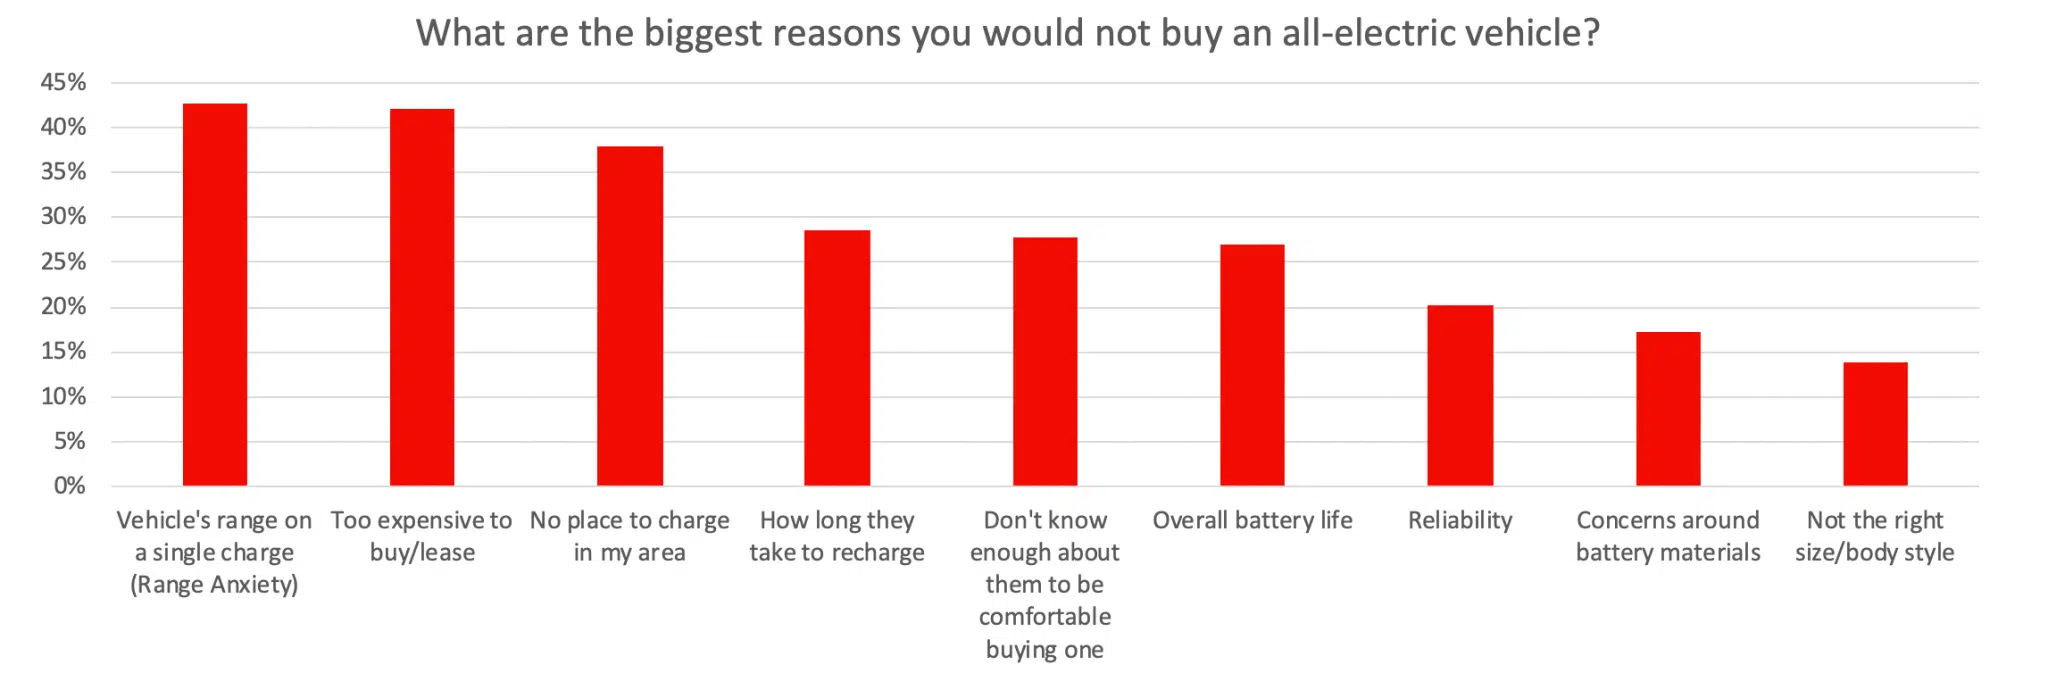 What are the biggest reasons you would not buy an all-electric vehicle?
45%
40%
35%
30%
25%
20%
15%
10%
5%
0%
Vehicle's range on
a single charge
(Range Anxiety)
Too expensive to
buy/lease
No place to charge
in my area
How long they
take to recharge
Don't know
enough about
them to be
comfortable
buying one
Overall battery life
Reliability
Concerns around
battery materials
Not the right
size/body style